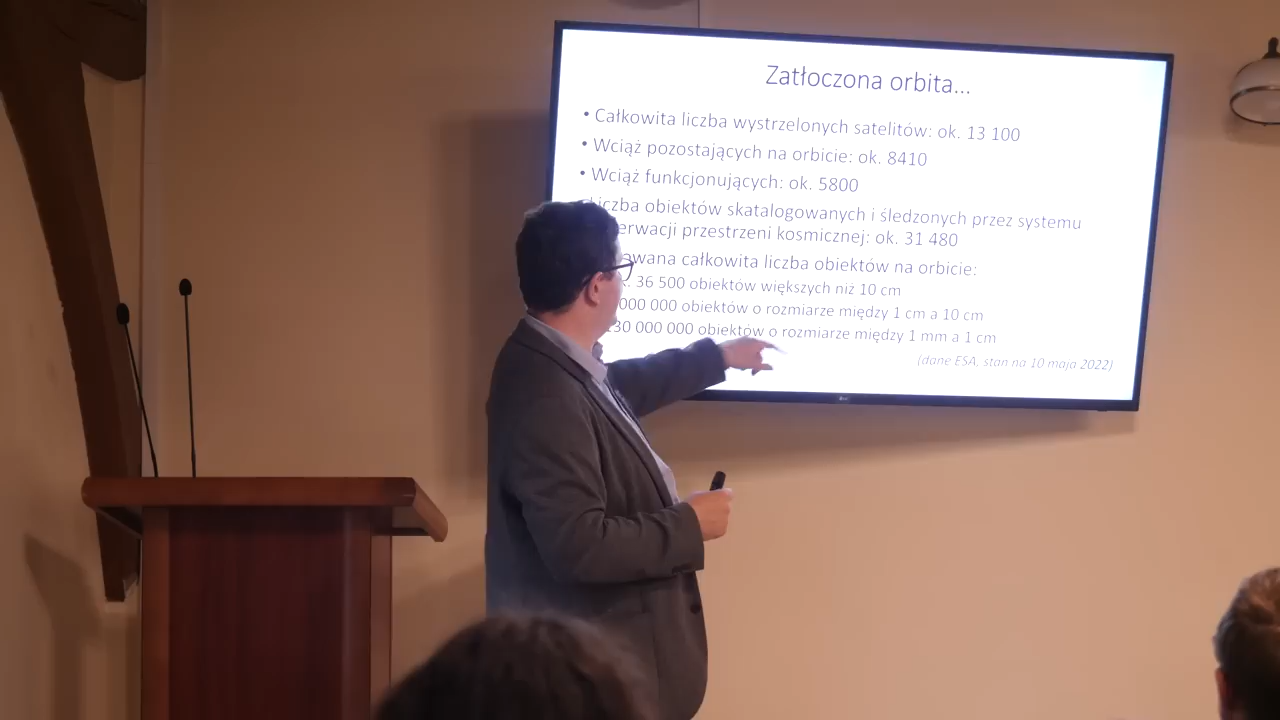 Zatłoczona orbita...
• Całkowita liczba wystrzelonych satelitów: ok. 13 100
• Wciąż pozostających na orbicie: ok. 8410
• Wciąż funkcjonujących: ok. 5800
Liczba obiektów skatalogowanych i śledzonych przez systemu
przestrzeni kosmicznej: ok. 31 480
całkowita liczba obiektów na orbicie:
36 500 obiektów większych niż 10 cm
000 000 obiektów o rozmiarze między 1 cm a 10 cm
130 000 000 obiektów o rozmiarze między 1 mm a 1 cm
(dane ESA, stan na 10 maja 2022)